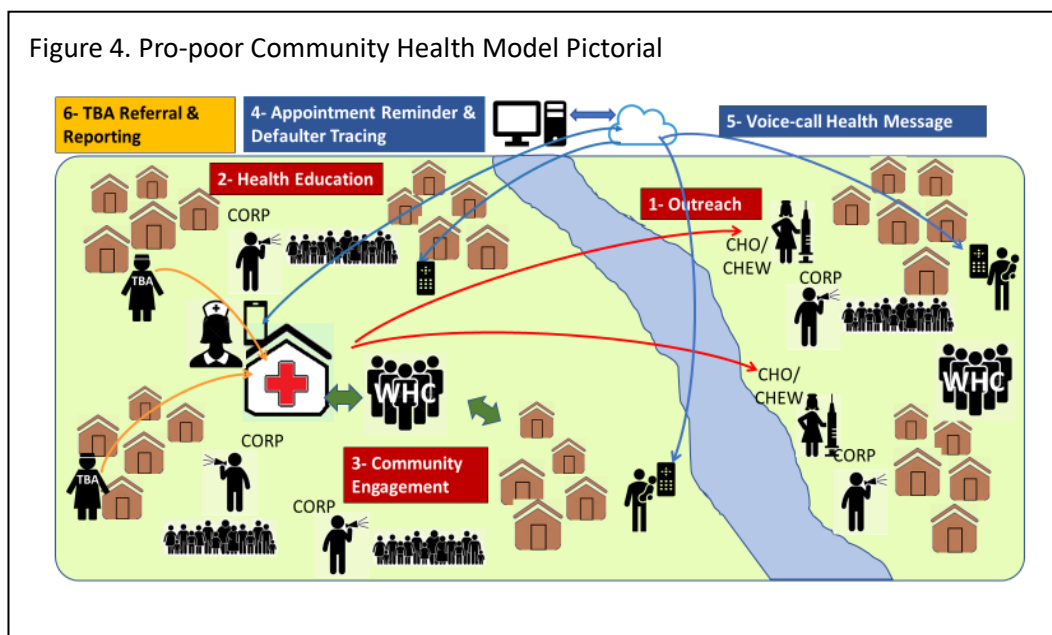 Figure 4. Pro-poor Community Health Model Pictorial
6- TBA Referral &
Reporting
4- Appointment Reminder &
Defaulter Tracing
5- Voice-call Health Message
2- Health Education
1- Outreach
CORP
CHO/
CHEW
TBA
CORP
WHC
WHC
CHO/
CHEW
CORP
CORP
TBA
3- Community
Engagement
CORP